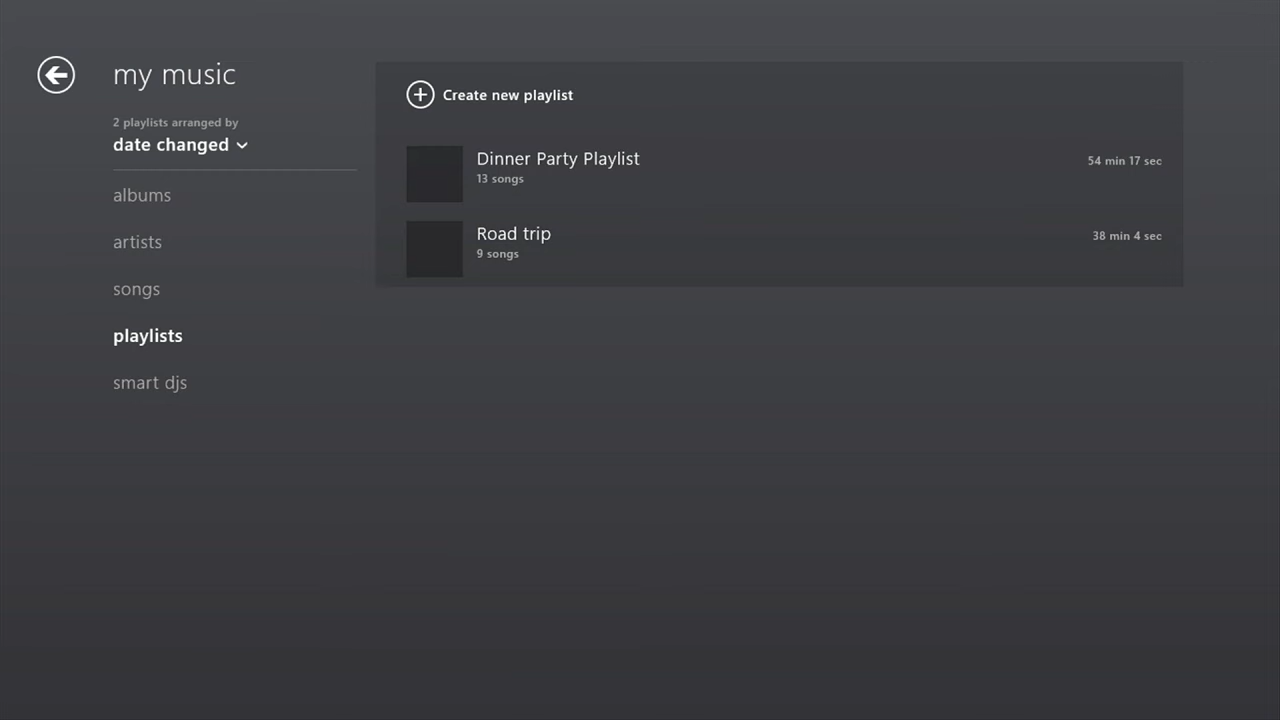 my music
2 playlists arranged by
date changed
albums
artists
songs
playlists
smart djs
Create new playlist
Dinner Party Playlist
54 min 17 sec
13 songs
Road trip
38 min 4 sec
9 songs